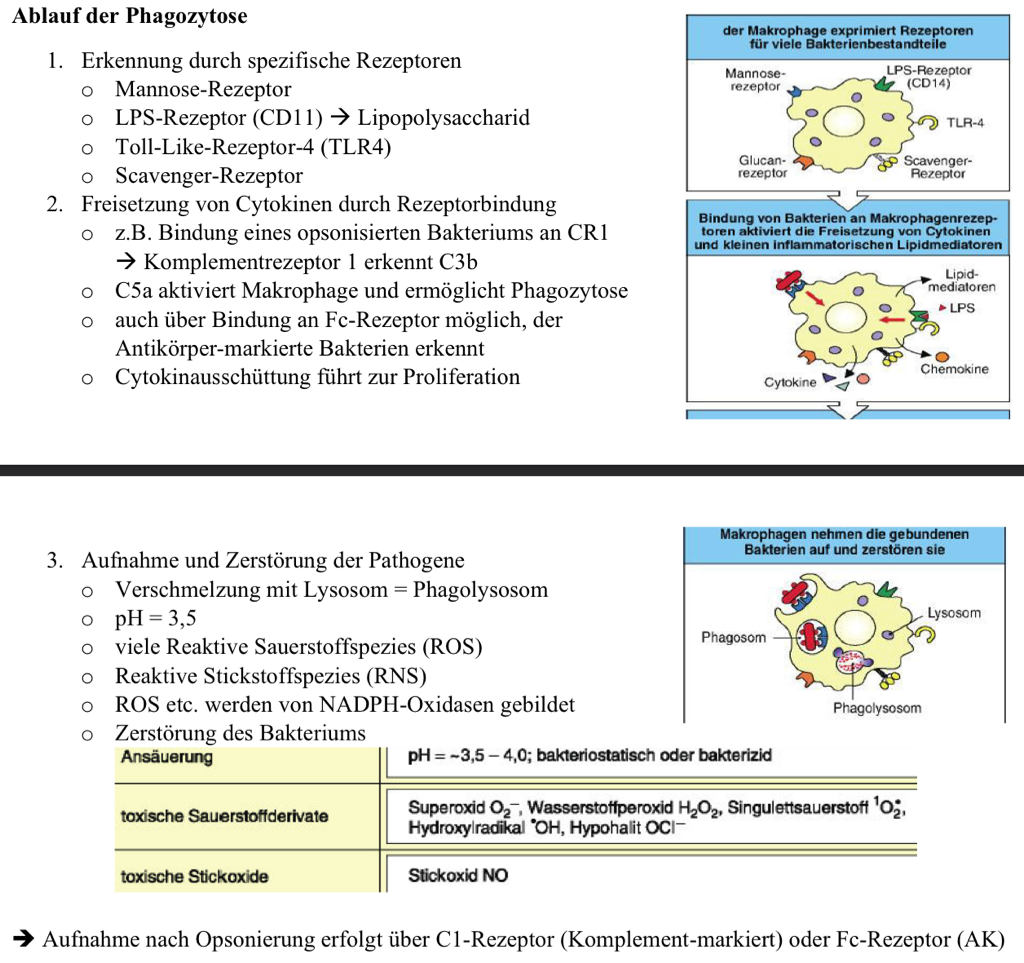 Ablauf der Phagozytose
1. Erkennung durch spezifische Rezeptoren
o Mannose-Rezeptor
o LPS-Rezeptor (CD11) → Lipopolysaccharid
o Toll-Like-Rezeptor-4 (TLR4)
o Scavenger-Rezeptor
2. Freisetzung von Cytokinen durch Rezeptorbindung
o z.B. Bindung eines opsonisierten Bakteriums an CR1
→ Komplementrezeptor 1 erkennt C3b
o C5a aktiviert Makrophage und ermöglicht Phagozytose
o auch über Bindung an Fc-Rezeptor möglich, der
Antikörper-markierte Bakterien erkennt
o Cytokinausschüttung führt zur Proliferation
der Makrophage exprimiert Rezeptoren
für viele Bakterienbestandteile
Mannose-
rezeptor
LPS-Rezeptor
(CD14)
TLR-4
Glucan-
rezeptor
Scavenger-
Rezeptor
Bindung von Bakterien an Makrophagenrezep-
toren aktiviert die Freisetzung von Cytokinen
und kleinen inflammatorischen Lipidmediatoren
Lipid-
mediatoren
LPS
Chemokine
Cytokine
3. Aufnahme und Zerstörung der Pathogene
o Verschmelzung mit Lysosom = Phagolysosom
o pH = 3,5
o viele Reaktive Sauerstoffspezies (ROS)
o Reaktive Stickstoffspezies (RNS)
o ROS etc. werden von NADPH-Oxidasen gebildet
o Zerstörung des Bakteriums
Makrophagen nehmen die gebundenen
Bakterien auf und zerstören sie
Lysosom
Phagosom
Phagolysosom
Ansäuerung
pH = ~3,5 – 4,0; bakteriostatisch oder bakterizid
toxische Sauerstoffderivate
Superoxid O₂⁻, Wasserstoffperoxid H₂O₂, Singulettsauerstoff ¹O₂•,
Hydroxylradikal •OH, Hypohalit OCl⁻
toxische Stickoxide
Stickoxid NO
→ Aufnahme nach Opsonierung erfolgt über C1-Rezeptor (Komplement-markiert) oder Fc-Rezeptor (AK)